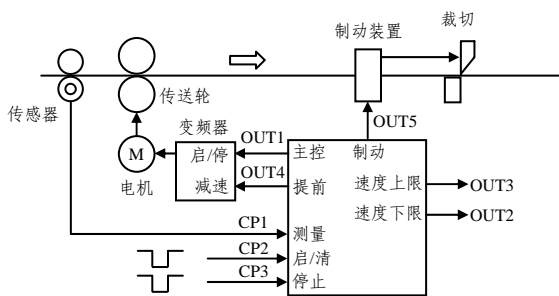 制动装置
裁切
传感器
传送轮
OUT5
变频器
OUT1
M
启/停
主控
制动
OUT4
电机
减速
提前
速度上限
OUT3
速度下限
OUT2
CP1
测量
CP2
启/清
CP3
停止